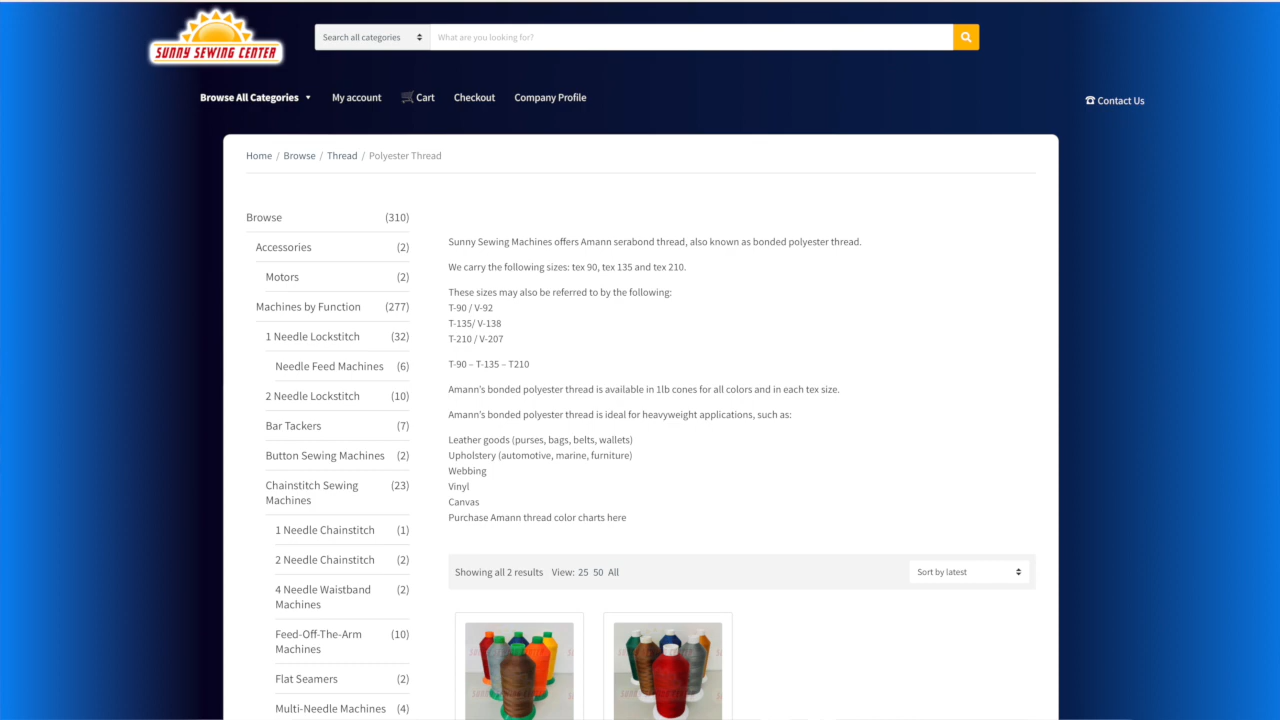 SUNNY SEWING CENTER
Search all categories
What are you looking for?
Browse All Categories
My account
Cart
Checkout
Company Profile
Contact Us
Home / Browse / Thread / Polyester Thread
Browse (310)
Accessories (2)
Motors (2)
Machines by Function (277)
1 Needle Lockstitch (32)
Needle Feed Machines (6)
2 Needle Lockstitch (10)
Bar Tackers (7)
Button Sewing Machines (2)
Chainstitch Sewing (23)
Machines
1 Needle Chainstitch (1)
2 Needle Chainstitch (2)
4 Needle Waistband (2)
Machines
Feed-Off-The-Arm (10)
Machines
Flat Seamers (2)
Multi-Needle Machines (4)
Sunny Sewing Machines offers Amann serabond thread, also known as bonded polyester thread.
We carry the following sizes: tex 90, tex 135 and tex 210.
These sizes may also be referred to by the following:
T-90 / V-92
T-135/ V-138
T-210 / V-207
T-90 – T-135 – T210
Amann's bonded polyester thread is available in 1lb cones for all colors and in each tex size.
Amann's bonded polyester thread is ideal for heavyweight applications, such as:
Leather goods (purses, bags, belts, wallets)
Upholstery (automotive, marine, furniture)
Webbing
Vinyl
Canvas
Purchase Amann thread color charts here
Showing all 2 results View: 25 50 All
Sort by latest